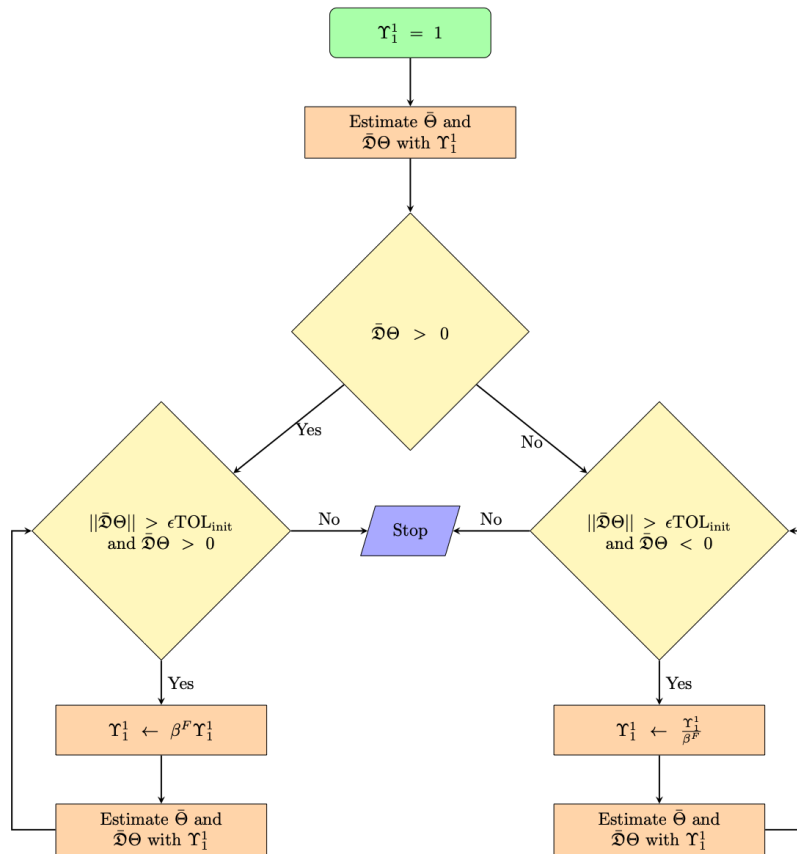 ϒ₁¹ = 1
Estimate Θ̄ and
𝔇̄Θ with ϒ₁¹
𝔇̄Θ > 0
Yes
No
||𝔇̄Θ|| > ϵTOL_init
and 𝔇̄Θ > 0
No
Stop
No
||𝔇̄Θ|| > ϵTOL_init
and 𝔇̄Θ < 0
Yes
Yes
ϒ₁¹ ← β^F ϒ₁¹
ϒ₁¹ ← ϒ₁¹/β^F
Estimate Θ̄ and
𝔇̄Θ with ϒ₁¹
Estimate Θ̄ and
𝔇̄Θ with ϒ₁¹